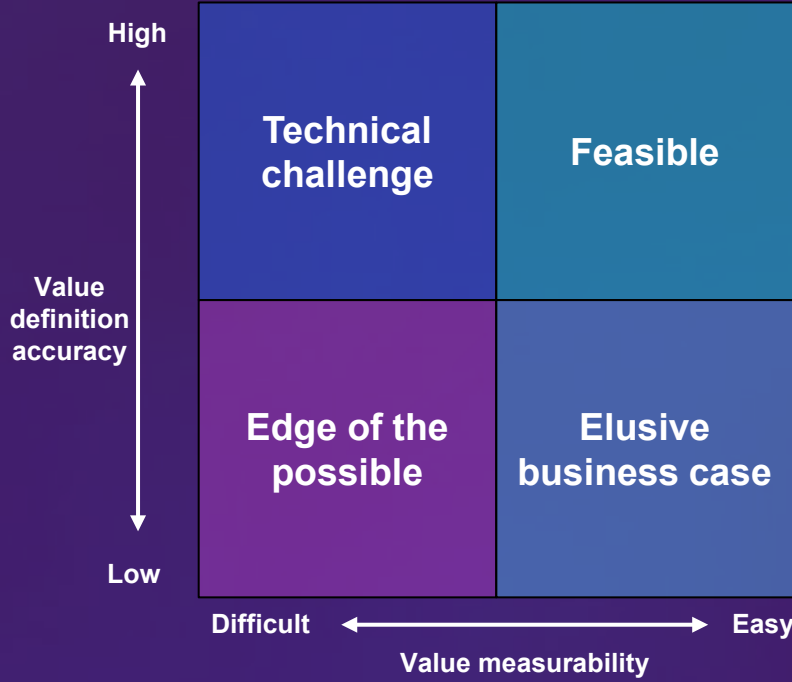 High
Technical
challenge
Feasible
Value
definition
accuracy
Edge of the
possible
Elusive
business case
Low
Difficult
Easy
Value measurability